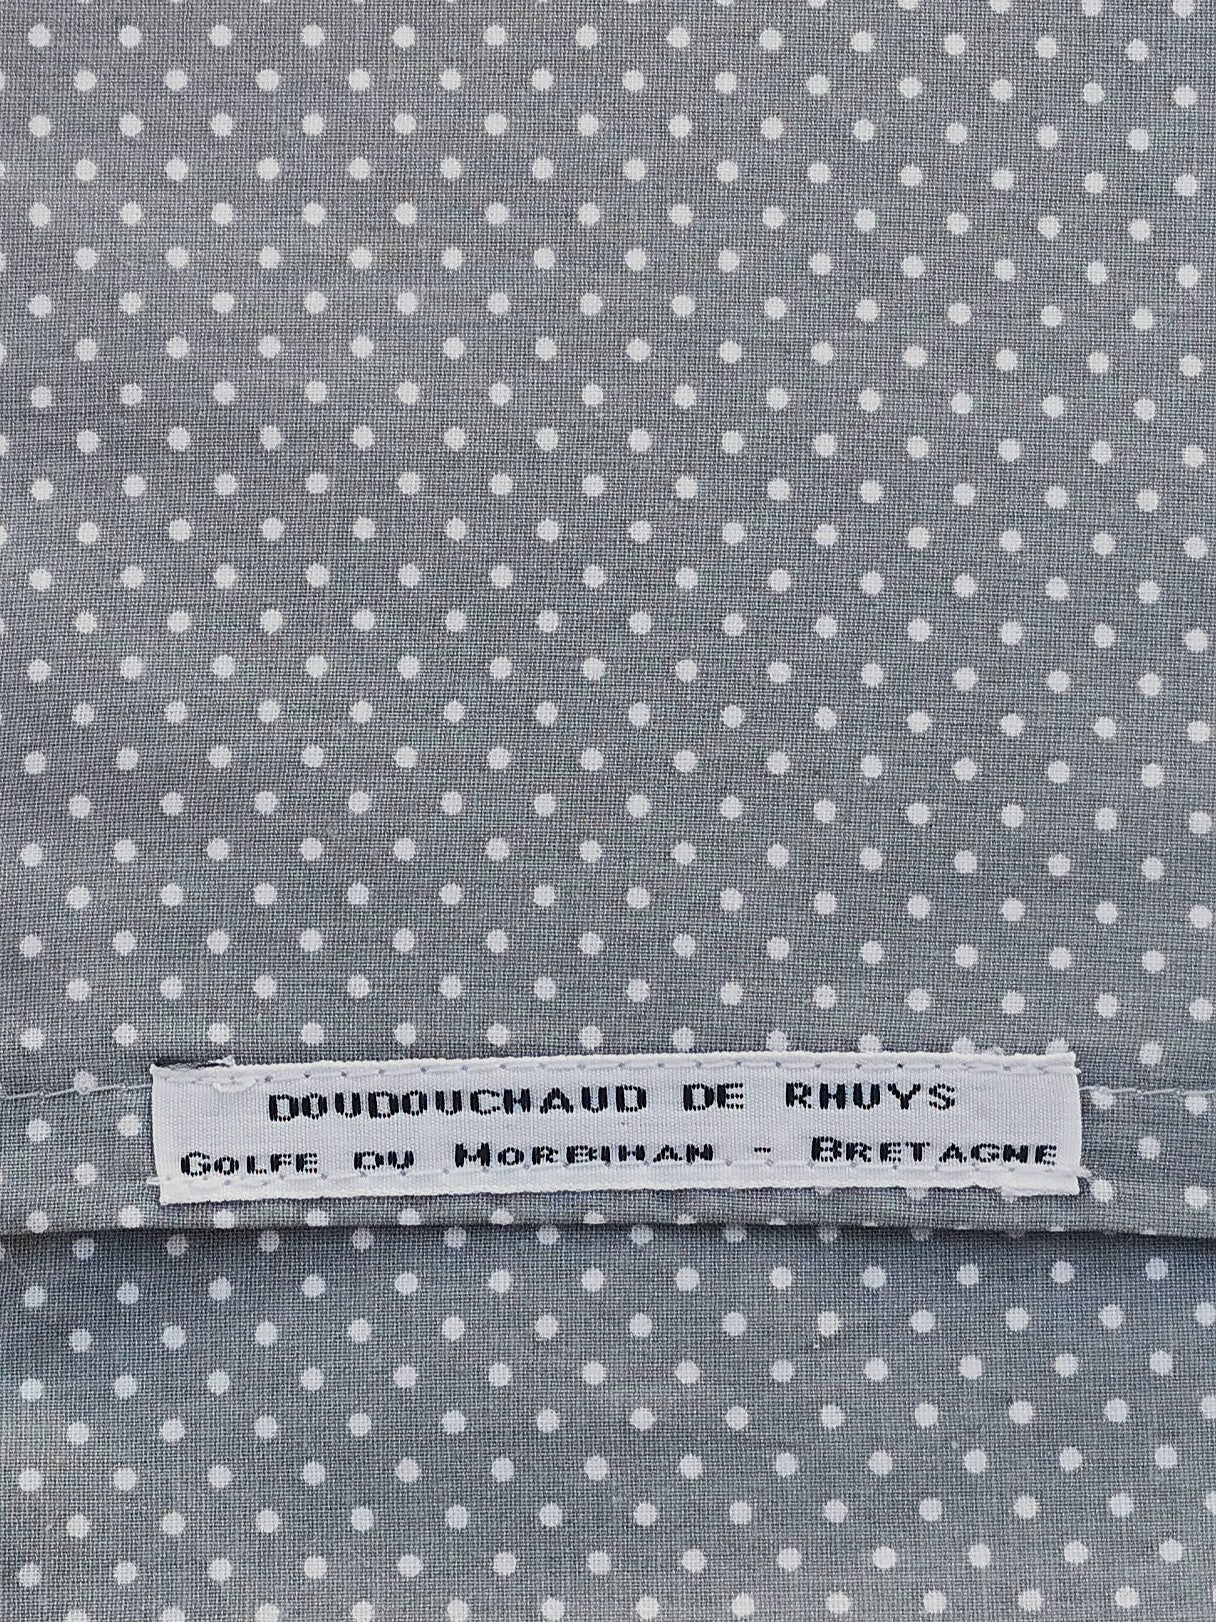 DOUDOUCHAUD DE RHUYS
GOLFE DU MORBIHAN - BRETAGNE